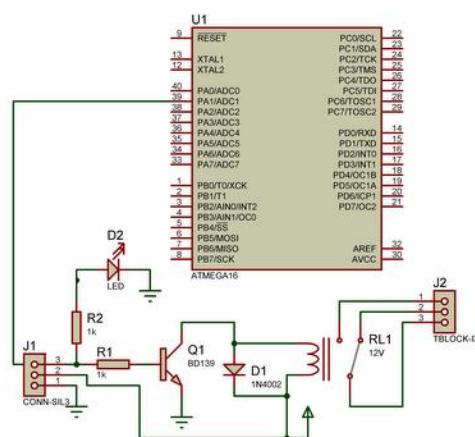 U1
9 RESET
13 XTAL1
12 XTAL2
40 PA0/ADC0
39 PA1/ADC1
38 PA2/ADC2
37 PA3/ADC3
36 PA4/ADC4
35 PA5/ADC5
34 PA6/ADC6
33 PA7/ADC7
1 PB0/T0/XCK
2 PB1/T1
3 PB2/AIN0/INT2
4 PB3/AIN1/OC0
5 PB4/SS
6 PB5/MOSI
7 PB6/MISO
8 PB7/SCK
PC0/SCL 22
PC1/SDA 23
PC2/TCK 24
PC3/TMS 25
PC4/TDO 26
PC5/TDI 27
PC6/TOSC1 28
PC7/TOSC2 29
PD0/RXD 14
PD1/TXD 15
PD2/INT0 16
PD3/INT1 17
PD4/OC1B 18
PD5/OC1A 19
PD6/ICP1 20
PD7/OC2 21
AREF 32
AVCC 30
ATMEGA16
D2
LED
R2
1k
J1
3
2
1
CONN-SIL3
R1
1k
Q1
BD139
D1
1N4002
RL1
12V
J2
1
2
3